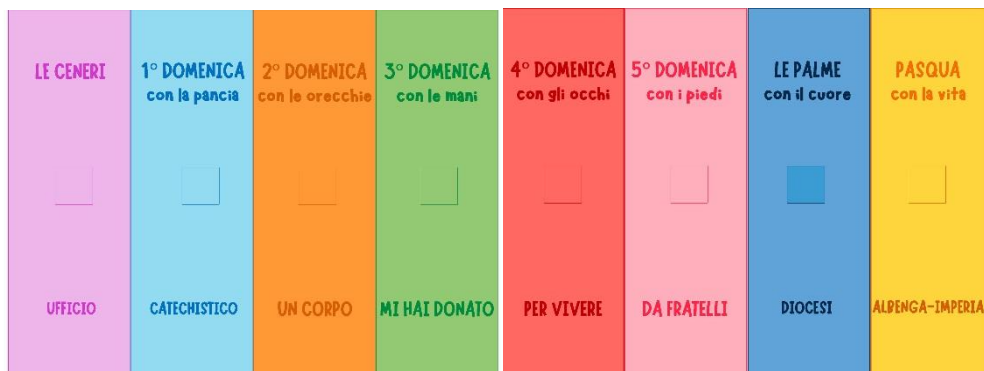 LE CENERI
1° DOMENICA
con la pancia
2° DOMENICA
con le orecchie
3° DOMENICA
con le mani
4° DOMENICA
con gli occhi
5° DOMENICA
con i piedi
LE PALME
con il cuore
PASQUA
con la vita
UFFICIO
CATECHISTICO
UN CORPO
MI HAI DONATO
PER VIVERE
DA FRATELLI
DIOCESI
ALBENGA-IMPERIA